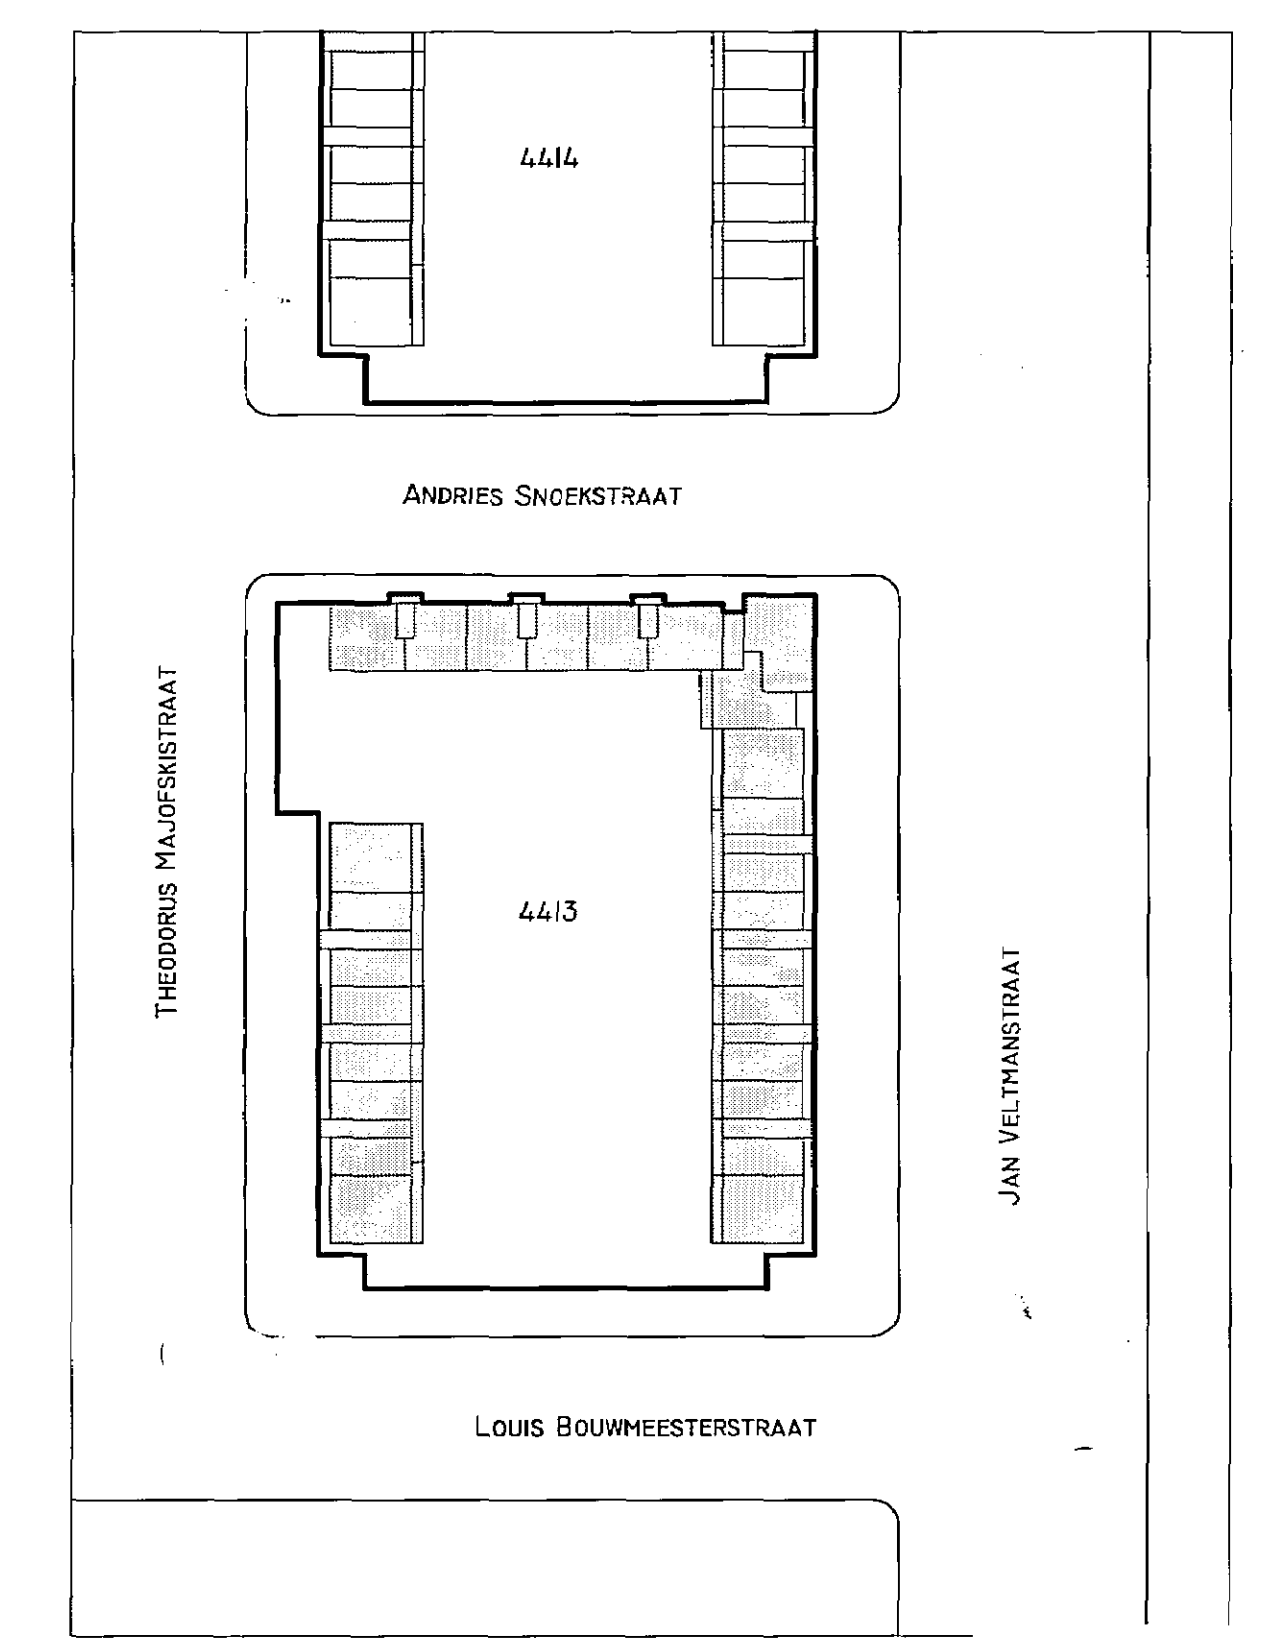 4414
ANDRIES SNOEKSTRAAT
THEODORUS MAJOFSKISTRAAT
4413
JAN VELTMANSTRAAT
LOUIS BOUWMEESTERSTRAAT